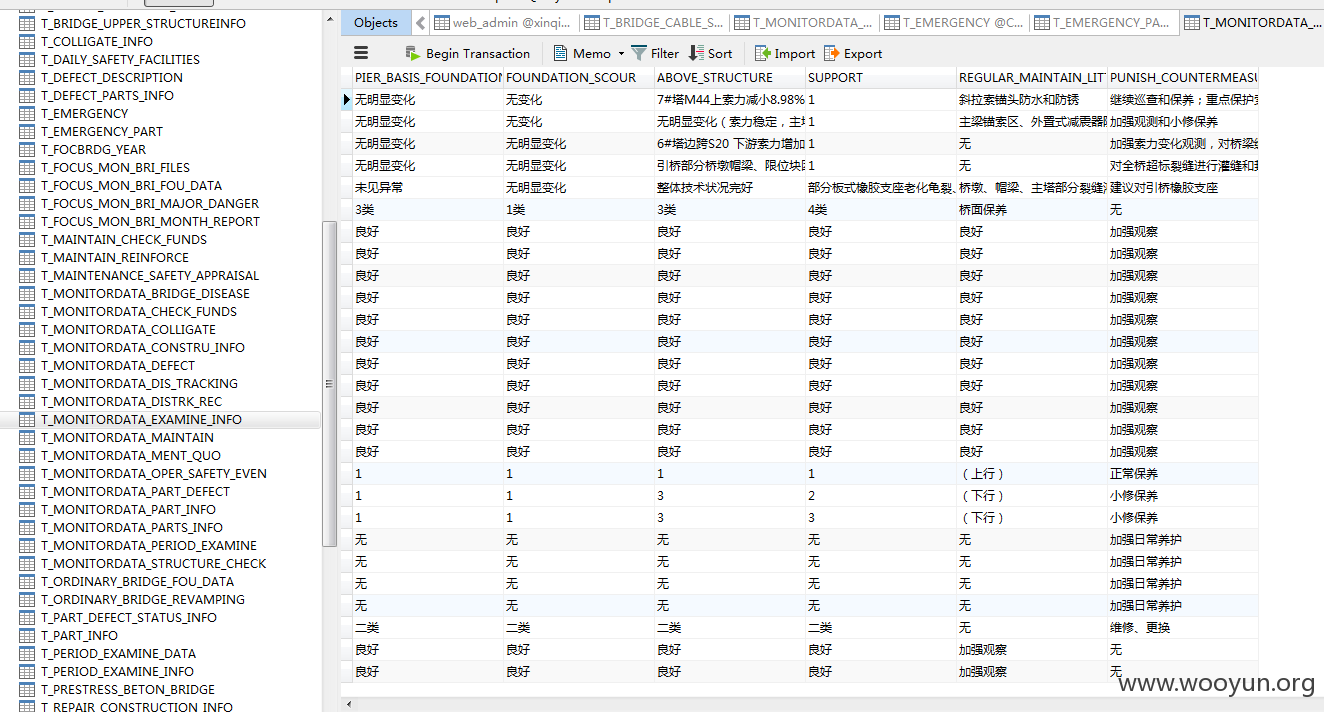 T_BRIDGE_UPPER_STRUCTUREINFO
T_COLLIGATE_INFO
T_DAILY_SAFETY_FACILITIES
T_DEFECT_DESCRIPTION
T_DEFECT_PARTS_INFO
T_EMERGENCY
T_EMERGENCY_PART
T_FOCBRDG_YEAR
T_FOCUS_MON_BRI_FILES
T_FOCUS_MON_BRI_FOU_DATA
T_FOCUS_MON_BRI_MAJOR_DANGER
T_FOCUS_MON_BRI_MONTH_REPORT
T_MAINTAIN_CHECK_FUNDS
T_MAINTAIN_REINFORCE
T_MAINTENANCE_SAFETY_APPRAISAL
T_MONITORDATA_BRIDGE_DISEASE
T_MONITORDATA_CHECK_FUNDS
T_MONITORDATA_COLLIGATE
T_MONITORDATA_CONSTRU_INFO
T_MONITORDATA_DEFECT
T_MONITORDATA_DIS_TRACKING
T_MONITORDATA_DISTRK_REC
T_MONITORDATA_EXAMINE_INFO
T_MONITORDATA_MAINTAIN
T_MONITORDATA_MENT_QUO
T_MONITORDATA_OPER_SAFETY_EVEN
T_MONITORDATA_PART_DEFECT
T_MONITORDATA_PART_INFO
T_MONITORDATA_PARTS_INFO
T_MONITORDATA_PERIOD_EXAMINE
T_MONITORDATA_STRUCTURE_CHECK
T_ORDINARY_BRIDGE_FOU_DATA
T_ORDINARY_BRIDGE_REVAMPING
T_PART_DEFECT_STATUS_INFO
T_PART_INFO
T_PERIOD_EXAMINE_DATA
T_PERIOD_EXAMINE_INFO
T_PRESTRESS_BETON_BRIDGE
T_REPAIR_CONSTRUCTION_INFO
Objects web_admin @xinqi... T_BRIDGE_CABLE_S... T_MONITORDATA_... T_EMERGENCY @C... T_EMERGENCY_PA... T_MONITORDATA_...
Begin Transaction Memo Filter Sort Import Export
PIER_BASIS_FOUNDATION FOUNDATION_SCOUR ABOVE_STRUCTURE SUPPORT REGULAR_MAINTAIN_LIT PUNISH_COUNTERMEASU
无明显变化 无变化 7#塔M44上索力减小8.98% 1 斜拉索锚头防水和防锈 继续巡查和保养；重点保护
无明显变化 无变化 无明显变化（索力稳定，主 1 主梁锚索区、外置式减震器 加强观测和小修保养
无明显变化 无明显变化 6#塔边跨S20 下游索力增加 1 无 加强索力变化观测，对桥梁
无明显变化 无明显变化 引桥部分桥墩帽梁、限位块 1 无 对全桥超标裂缝进行灌缝和
未见异常 无明显变化 整体技术状况完好 部分板式橡胶支座老化龟裂、 桥墩、帽梁、主塔部分裂缝 建议对引桥橡胶支座
3类 1类 3类 4类 桥面保养 无
良好 良好 良好 良好 良好 加强观察
良好 良好 良好 良好 良好 加强观察
良好 良好 良好 良好 良好 加强观察
良好 良好 良好 良好 良好 加强观察
良好 良好 良好 良好 良好 加强观察
良好 良好 良好 良好 良好 加强观察
良好 良好 良好 良好 良好 加强观察
良好 良好 良好 良好 良好 加强观察
良好 良好 良好 良好 良好 加强观察
良好 良好 良好 良好 良好 加强观察
良好 良好 良好 良好 良好 加强观察
1 1 1 1 （上行） 正常保养
1 1 3 2 （下行） 小修保养
1 1 3 3 （下行） 小修保养
无 无 无 无 无 加强日常养护
无 无 无 无 无 加强日常养护
无 无 无 无 无 加强日常养护
无 无 无 无 无 加强日常养护
二类 二类 二类 二类 无 维修、更换
良好 良好 良好 良好 加强观察 无
良好 良好 良好 良好 加强观察 无
www.wooyun.org